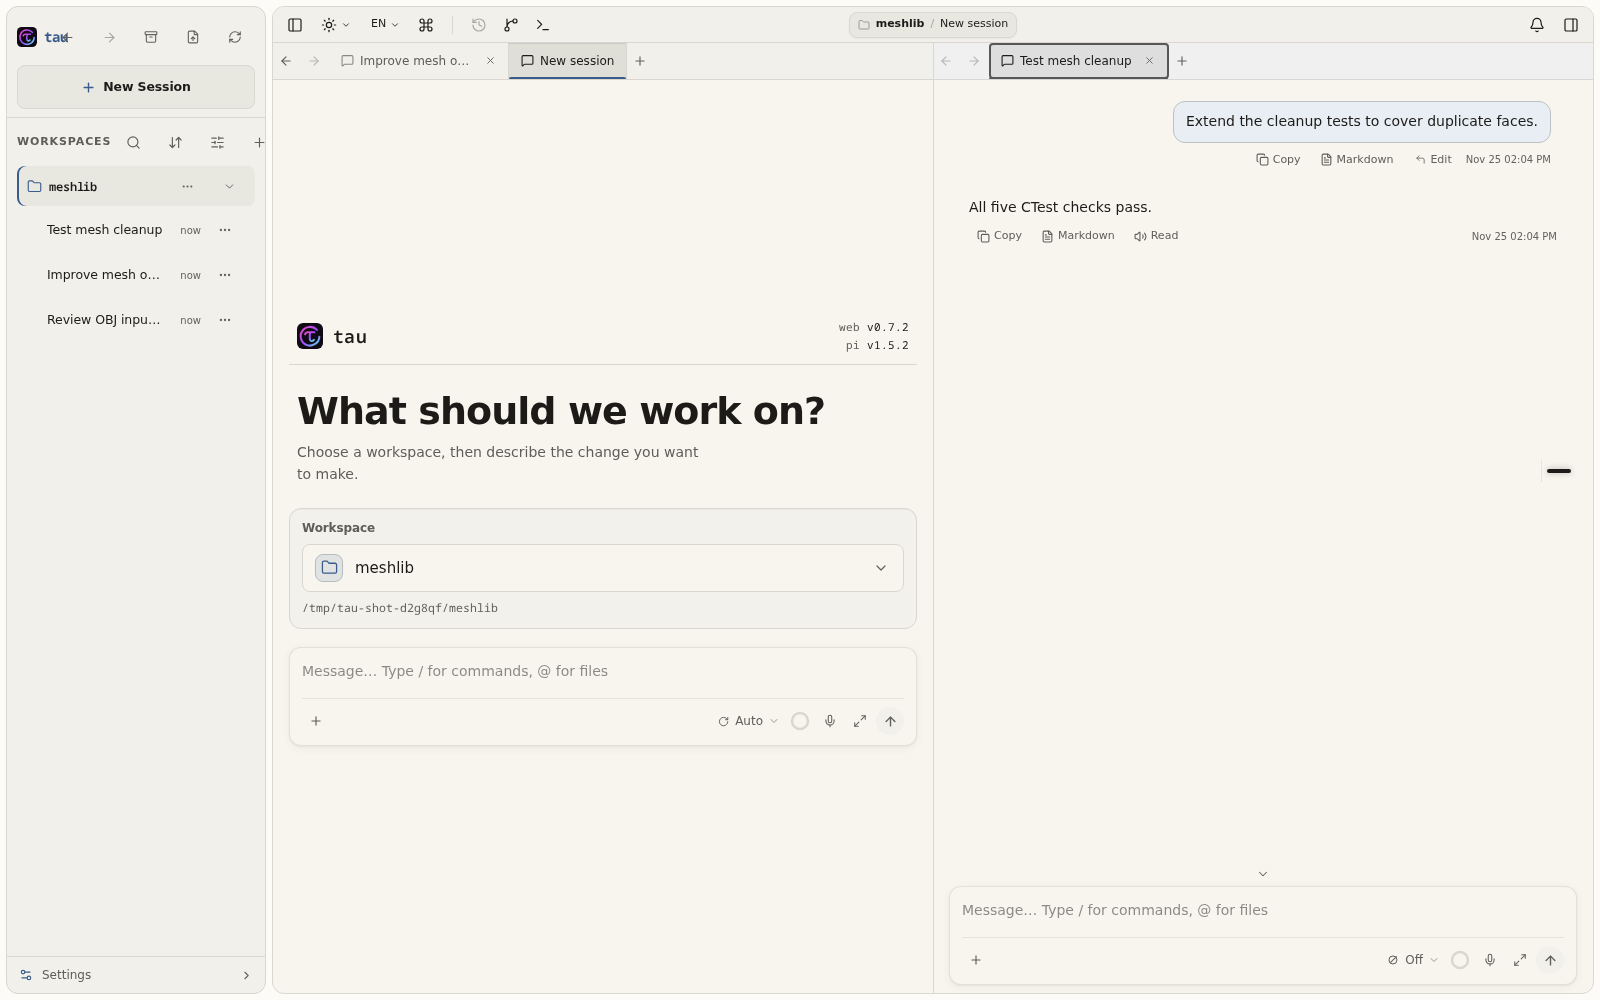 tau
New Session
WORKSPACES
meshlib
Test mesh cleanup now
Improve mesh o... now
Review OBJ inpu... now
Settings
EN
meshlib / New session
Improve mesh o...
New session
tau
web v0.7.2
pi v1.5.2
What should we work on?
Choose a workspace, then describe the change you want
to make.
Workspace
meshlib
/tmp/tau-shot-d2g8qf/meshlib
Message... Type / for commands, @ for files
Auto
Test mesh cleanup
Extend the cleanup tests to cover duplicate faces.
Copy Markdown Edit Nov 25 02:04 PM
All five CTest checks pass.
Copy Markdown Read Nov 25 02:04 PM
Message... Type / for commands, @ for files
Off